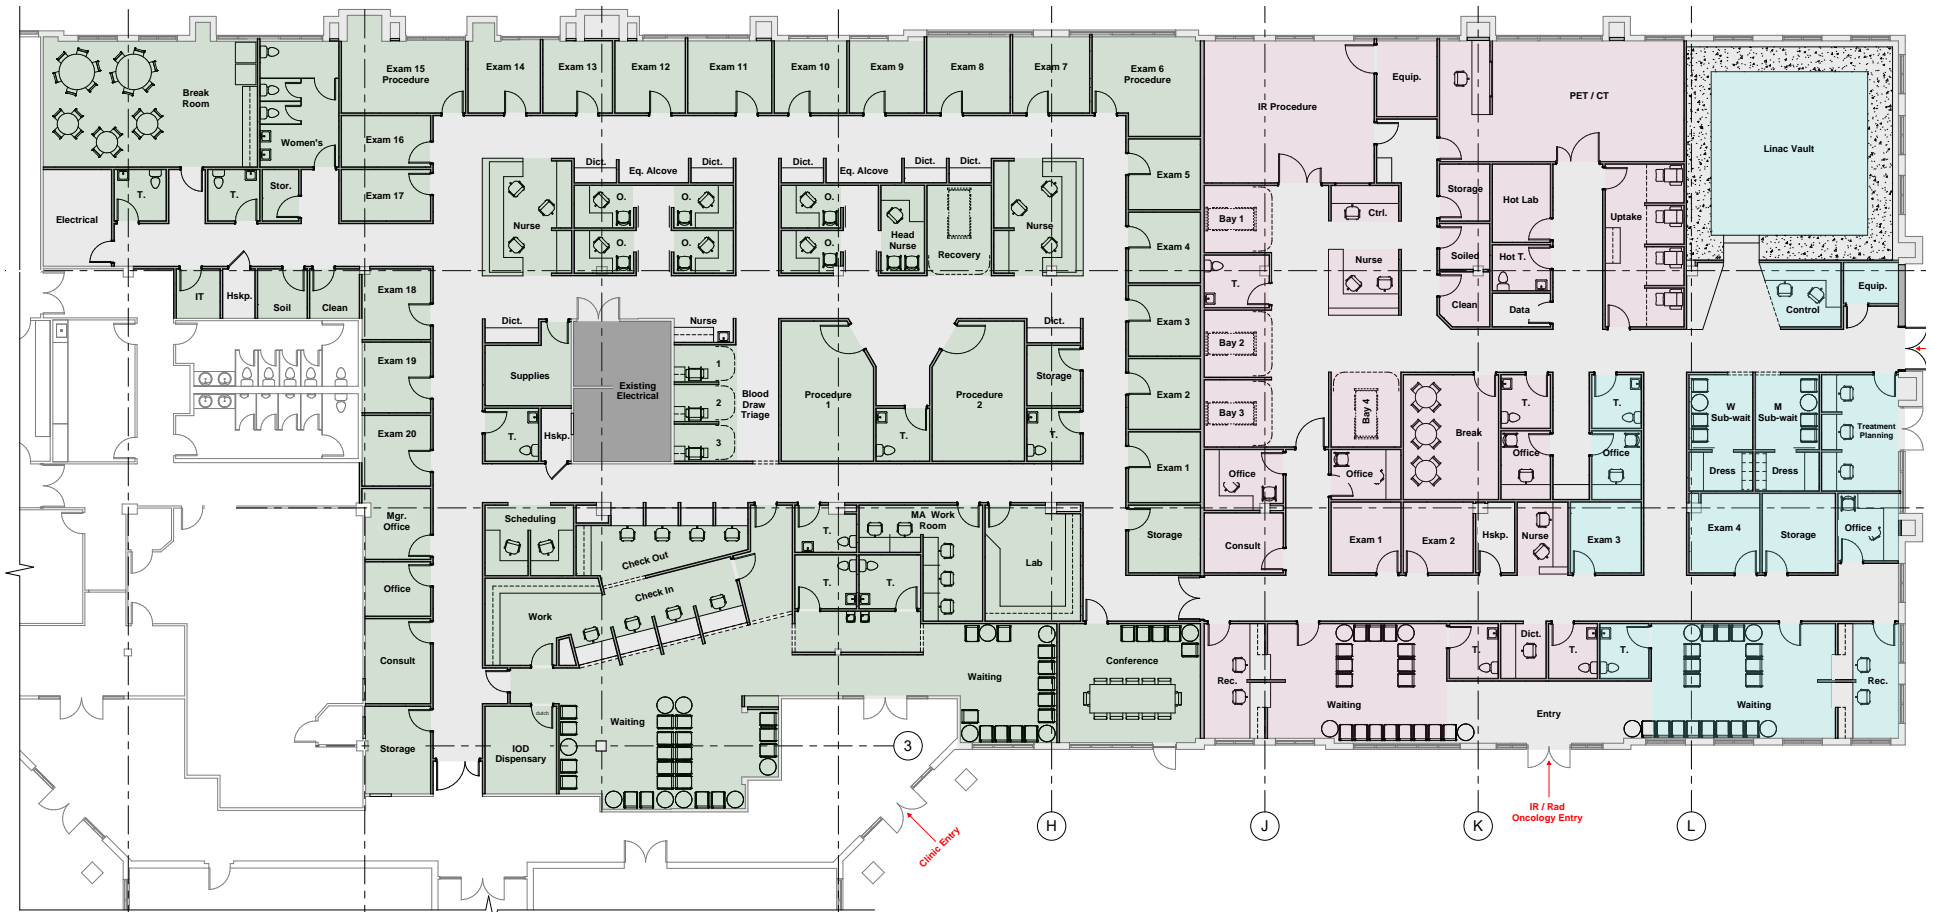 Break
Room
Women's
Exam 15
Procedure
Exam 14
Exam 13
Exam 12
Exam 11
Exam 10
Exam 9
Exam 8
Exam 7
Exam 6
Procedure
IR Procedure
Equip.
PET / CT
Linac Vault
Exam 16
Exam 17
Electrical
T.
T.
Stor.
Dict.
Eq. Alcove
Dict.
Dict.
Eq. Alcove
Dict.
Dict.
Nurse
O.
O.
O.
O.
O.
O.
Head
Nurse
Recovery
Nurse
Exam 5
Exam 4
Exam 3
Exam 2
Exam 1
Storage
Bay 1
T.
Bay 2
Bay 3
Bay 4
Ctrl.
Nurse
Storage
Soiled
Clean
Hot Lab
Hot T.
Data
Uptake
Control
Equip.
IT
Hskp.
Soil
Clean
Exam 18
Exam 19
Exam 20
Mgr.
Office
Office
Consult
Storage
Dict.
Supplies
T.
Hskp.
Existing
Electrical
Nurse
1
2
3
Blood
Draw
Triage
Procedure
1
T.
Procedure
2
Dict.
Storage
T.
Office
Consult
Office
Break
T.
Office
T.
Office
W
Sub-wait
M
Sub-wait
Treatment
Planning
Dress
Dress
Exam 1
Exam 2
Hskp.
Nurse
Exam 3
Exam 4
Storage
Office
Scheduling
Check Out
Check In
Work
T.
T.
T.
MA Work
Room
Lab
Waiting
Conference
Rec.
Waiting
T.
Dict.
T.
T.
Entry
Waiting
Rec.
dutch
IOD
Dispensary
Waiting
3
H
J
K
L
Clinic Entry
IR / Rad
Oncology Entry